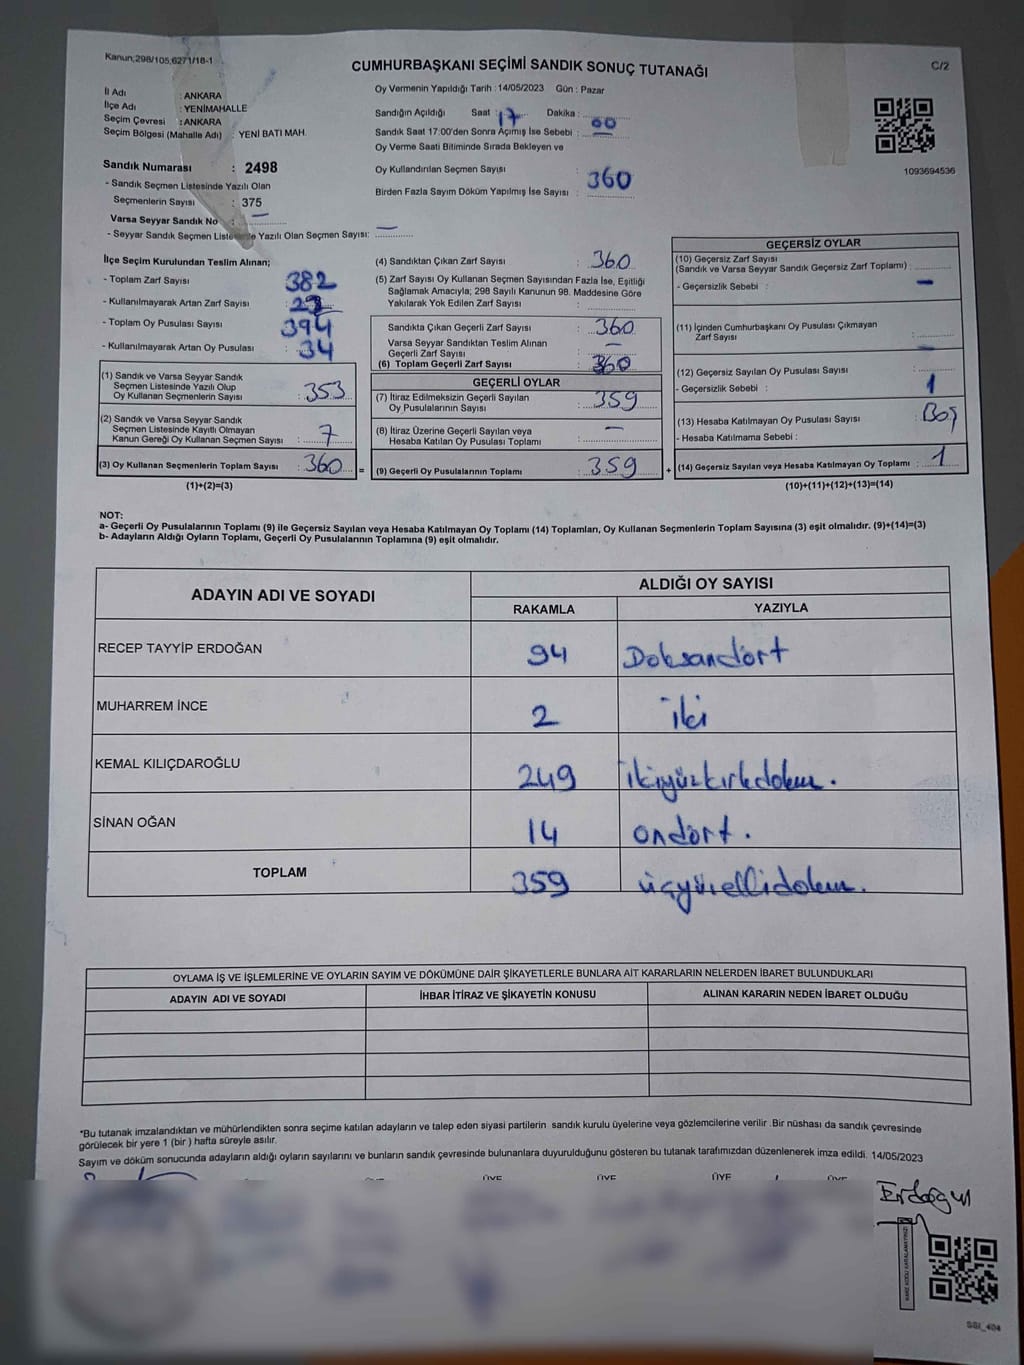 Kanun;298/105,6271/18-1
CUMHURBAŞKANI SEÇİMİ SANDIK SONUÇ TUTANAĞI
C/2
İl Adı : ANKARA
İlçe Adı : YENİMAHALLE
Seçim Çevresi : ANKARA
Seçim Bölgesi (Mahalle Adı) : YENİ BATI MAH.
Oy Vermenin Yapıldığı Tarih : 14/05/2023 Gün : Pazar
Sandığın Açıldığı Saat : 17 Dakika : 00
Sandık Saat 17:00'den Sonra Açımış İse Sebebi : —
Oy Verme Saati Bitiminde Sırada Bekleyen ve
Oy Kullandırılan Seçmen Sayısı : 360
Birden Fazla Sayım Döküm Yapılmış İse Sayısı :
1093694536
Sandık Numarası : 2498
- Sandık Seçmen Listesinde Yazılı Olan
Seçmenlerin Sayısı : 375
Varsa Seyyar Sandık No : —
- Seyyar Sandık Seçmen Listesinde Yazılı Olan Seçmen Sayısı: —
İlçe Seçim Kurulundan Teslim Alınan;
- Toplam Zarf Sayısı : 382
- Kullanılmayarak Artan Zarf Sayısı :
- Toplam Oy Pusulası Sayısı : 394
- Kullanılmayarak Artan Oy Pusulası : 34
(1) Sandık ve Varsa Seyyar Sandık
Seçmen Listesinde Yazılı Olup
Oy Kullanan Seçmenlerin Sayısı : 353
(2) Sandık ve Varsa Seyyar Sandık
Seçmen Listesinde Kayıtlı Olmayan
Kanun Gereği Oy Kullanan Seçmen Sayısı : 7
(3) Oy Kullanan Seçmenlerin Toplam Sayısı : 360 =
(1)+(2)=(3)
(4) Sandıktan Çıkan Zarf Sayısı : 360
(5) Zarf Sayısı Oy Kullanan Seçmen Sayısından Fazla İse, Eşitliği
Sağlamak Amacıyla; 298 Sayılı Kanunun 98. Maddesine Göre
Yakılarak Yok Edilen Zarf Sayısı :
Sandıkta Çıkan Geçerli Zarf Sayısı : 360
Varsa Seyyar Sandıktan Teslim Alınan
Geçerli Zarf Sayısı : —
(6) Toplam Geçerli Zarf Sayısı : 360
GEÇERLİ OYLAR
(7) İtiraz Edilmeksizin Geçerli Sayılan
Oy Pusulalarının Sayısı : 359
(8) İtiraz Üzerine Geçerli Sayılan veya
Hesaba Katılan Oy Pusulası Toplamı : —
(9) Geçerli Oy Pusulalarının Toplamı : 359 +
GEÇERSİZ OYLAR
(10) Geçersiz Zarf Sayısı
(Sandık ve Varsa Seyyar Sandık Geçersiz Zarf Toplamı) :
- Geçersizlik Sebebi : —
(11) İçinden Cumhurbaşkanı Oy Pusulası Çıkmayan
Zarf Sayısı : —
(12) Geçersiz Sayılan Oy Pusulası Sayısı :
- Geçersizlik Sebebi : 1
(13) Hesaba Katılmayan Oy Pusulası Sayısı : Boş
- Hesaba Katılmama Sebebi :
(14) Geçersiz Sayılan veya Hesaba Katılmayan Oy Toplamı : 1
(10)+(11)+(12)+(13)=(14)
NOT:
a- Geçerli Oy Pusulalarının Toplamı (9) ile Geçersiz Sayılan veya Hesaba Katılmayan Oy Toplamı (14) Toplamları, Oy Kullanan Seçmenlerin Toplam Sayısına (3) eşit olmalıdır. (9)+(14)=(3)
b- Adayların Aldığı Oyların Toplamı, Geçerli Oy Pusulalarının Toplamına (9) eşit olmalıdır.
ADAYIN ADI VE SOYADI ALDIĞI OY SAYISI
RAKAMLA YAZIYLA
RECEP TAYYİP ERDOĞAN 94 Doksandört
MUHARREM İNCE 2 iki
KEMAL KILIÇDAROĞLU 249 ikiyüzkırkdokuz.
SİNAN OĞAN 14 ondört.
TOPLAM 359 üçyüzellidokuz.
OYLAMA İŞ VE İŞLEMLERİNE VE OYLARIN SAYIM VE DÖKÜMÜNE DAİR ŞİKAYETLERLE BUNLARA AİT KARARLARIN NELERDEN İBARET BULUNDUKLARI
ADAYIN ADI VE SOYADI İHBAR İTİRAZ VE ŞİKAYETİN KONUSU ALINAN KARARIN NEDEN İBARET OLDUĞU
*Bu tutanak imzalandıktan ve mühürlendikten sonra seçime katılan adayların ve talep eden siyasi partilerin sandık kurulu üyelerine veya gözlemcilerine verilir. Bir nüshası da sandık çevresinde
görülecek bir yere 1 (bir ) hafta süreyle asılır.
Sayım ve döküm sonucunda adayların aldığı oyların sayılarını ve bunların sandık çevresinde bulunanlara duyurulduğunu gösteren bu tutanak tarafımızdan düzenlenerek imza edildi. 14/05/2023
ÜYE ÜYE ÜYE ÜYE
Erdoğun
KARE KODU KARALAMAYINIZ!
SBI_404